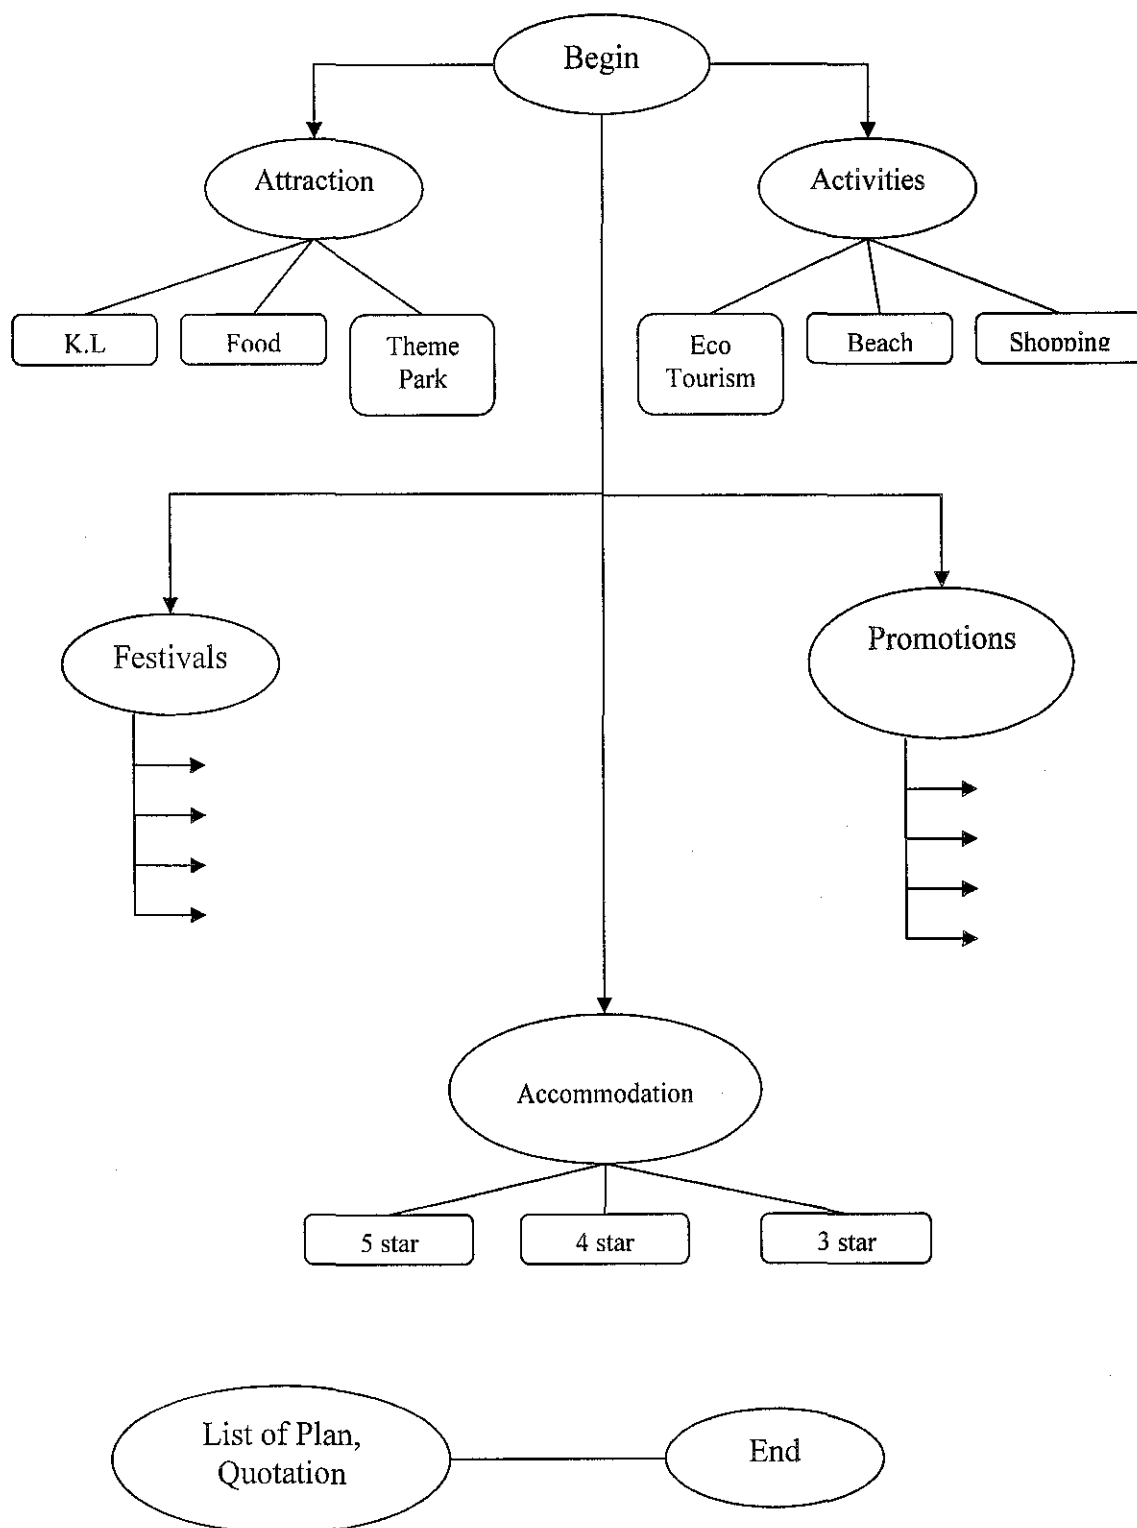 Begin
Attraction
Activities
K.L
Food
Theme
Park
Eco
Tourism
Beach
Shopping
Festivals
Promotions
Accommodation
5 star
4 star
3 star
List of Plan,
Quotation
End